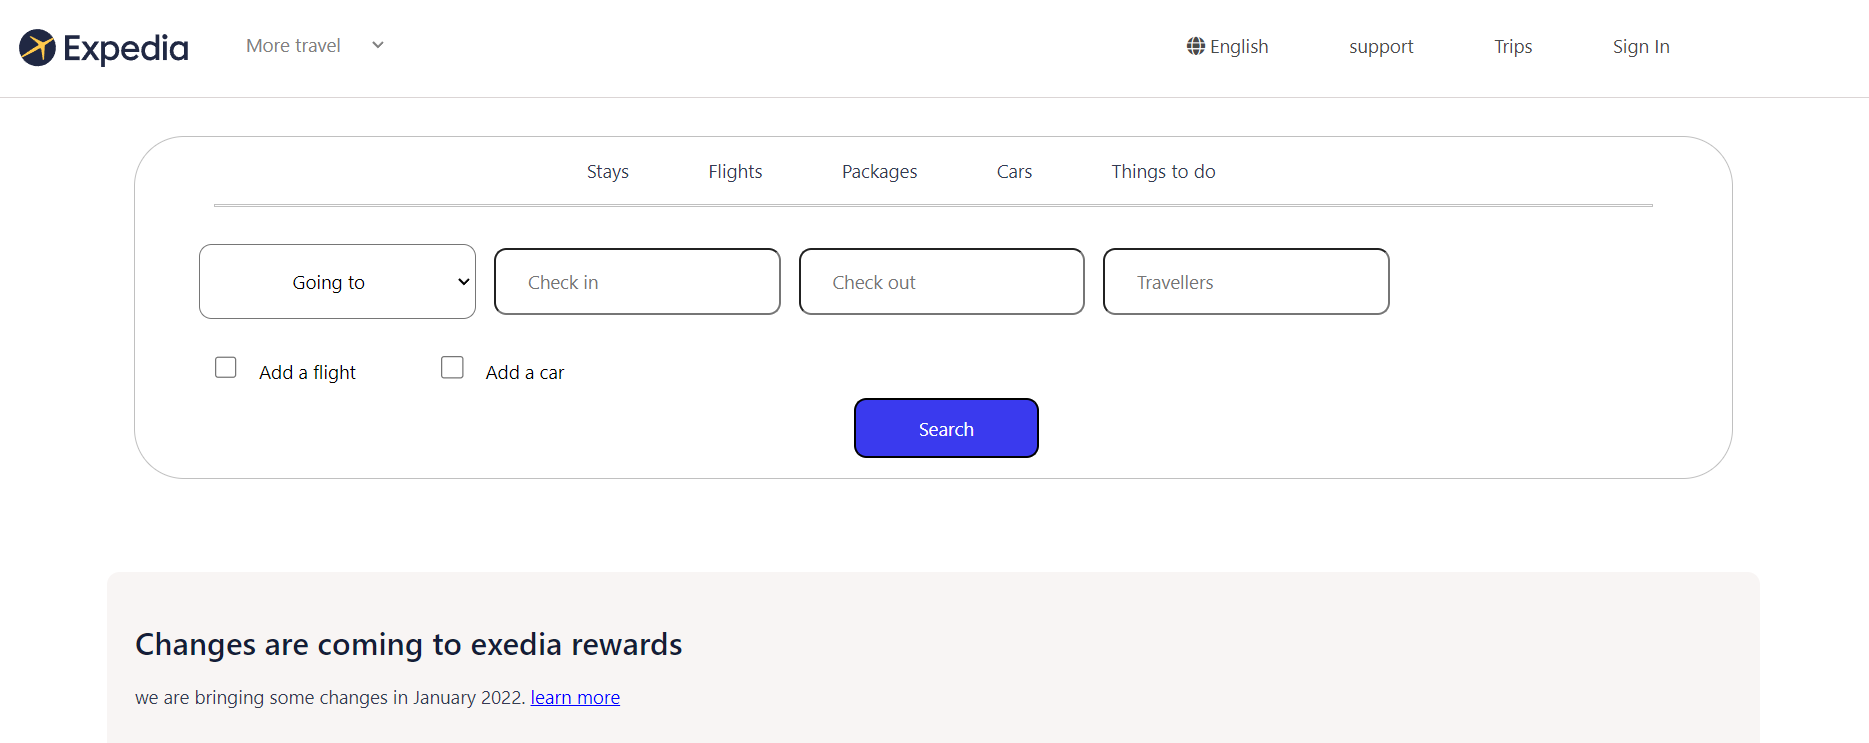 Expedia More travel English support Trips Sign In
Stays Flights Packages Cars Things to do
Going to Check in Check out Travellers
Add a flight Add a car
Search
Changes are coming to exedia rewards
we are bringing some changes in January 2022. learn more